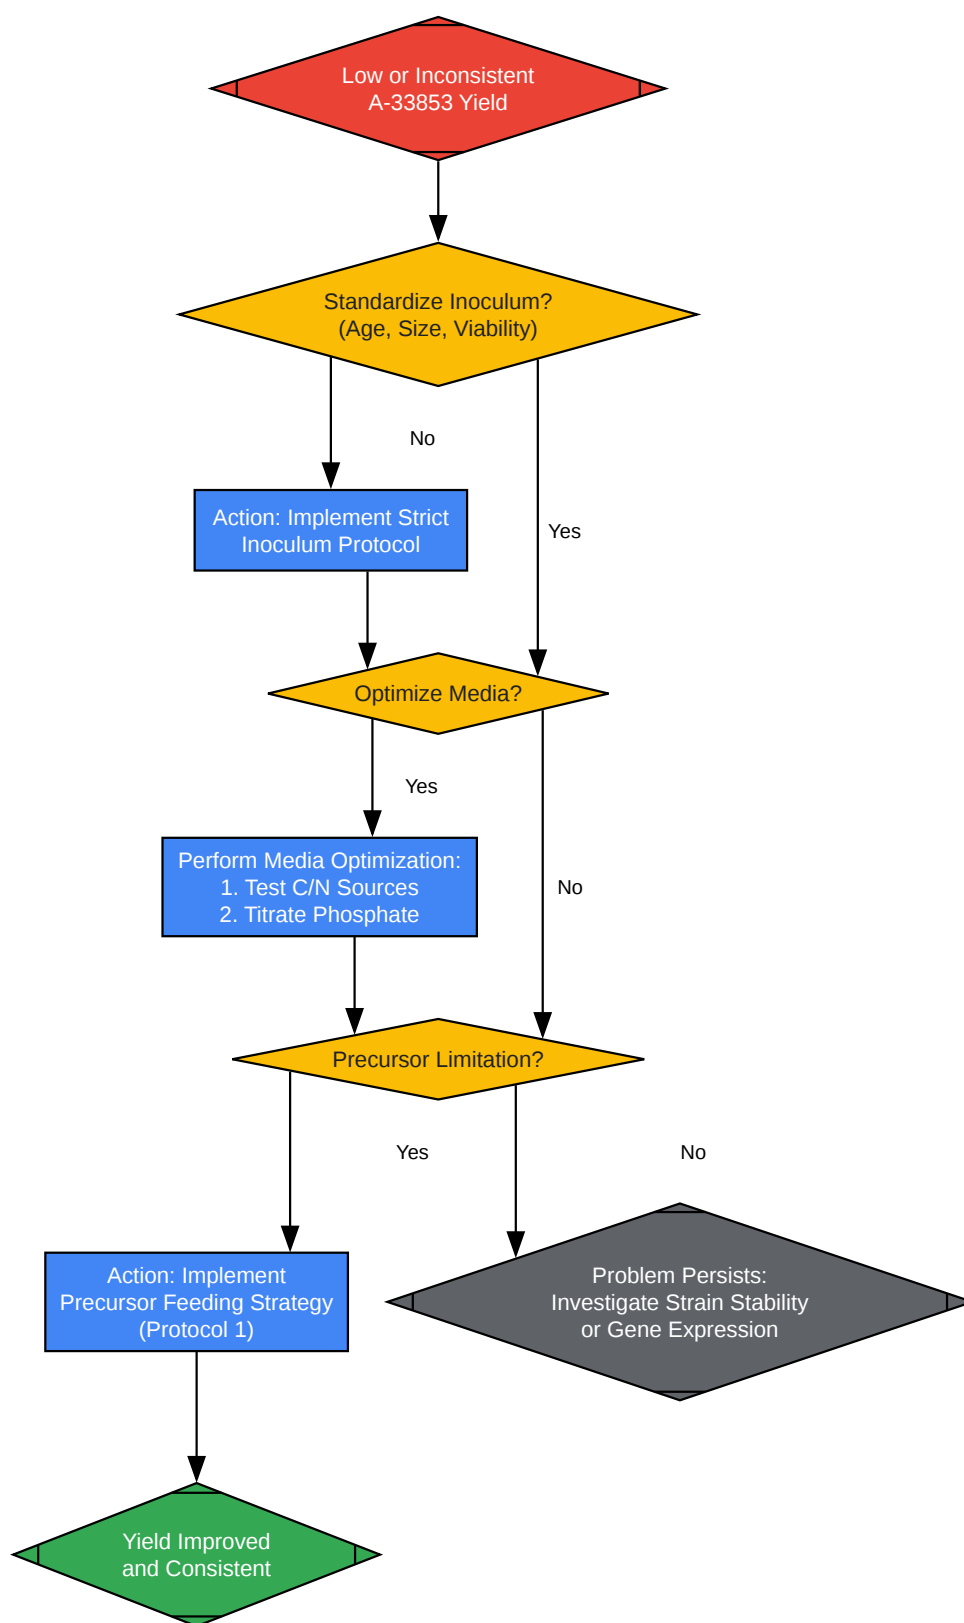 Low or Inconsistent
A-33853 Yield
Standardize Inoculum?
(Age, Size, Viability)
No
Action: Implement Strict
Inoculum Protocol
Yes
Optimize Media?
Yes
Perform Media Optimization:
1. Test C/N Sources
2. Titrate Phosphate
No
Precursor Limitation?
Yes
No
Action: Implement
Precursor Feeding Strategy
(Protocol 1)
Problem Persists:
Investigate Strain Stability
or Gene Expression
Yield Improved
and Consistent